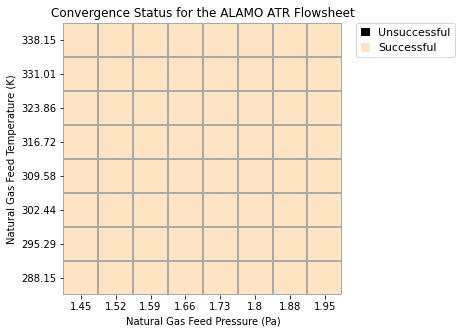 Convergence Status for the ALAMO ATR Flowsheet
Unsuccessful
Successful
Natural Gas Feed Temperature (K)
338.15
331.01
323.86
316.72
309.58
302.44
295.29
288.15
1.45 1.52 1.59 1.66 1.73 1.8 1.88 1.95
Natural Gas Feed Pressure (Pa)